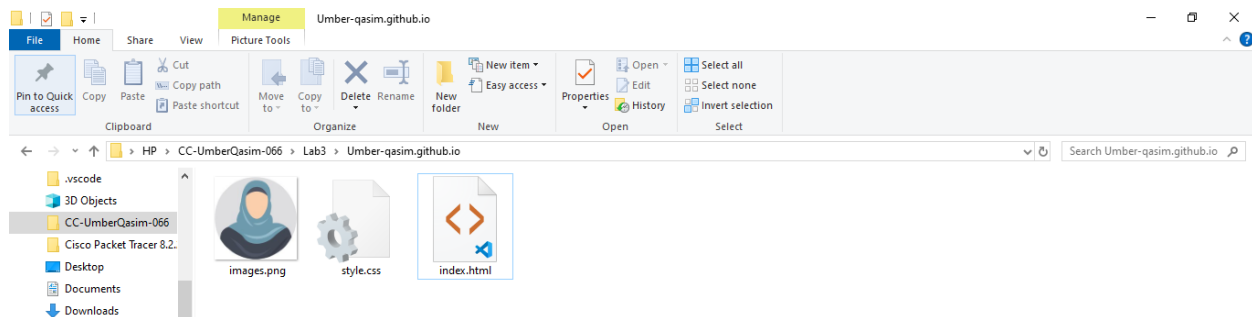 Manage Umber-qasim.github.io
File Home Share View Picture Tools ?
Pin to Quick access
Copy
Paste
Cut
Copy path
Paste shortcut
Clipboard
Move to
Copy to
Delete
Rename
Organize
New folder
New item
Easy access
New
Properties
Open
Edit
History
Open
Select all
Select none
Invert selection
Select
HP > CC-UmberQasim-066 > Lab3 > Umber-qasim.github.io
Search Umber-qasim.github.io
.vscode
3D Objects
CC-UmberQasim-066
Cisco Packet Tracer 8.2.
Desktop
Documents
Downloads
images.png
style.css
index.html